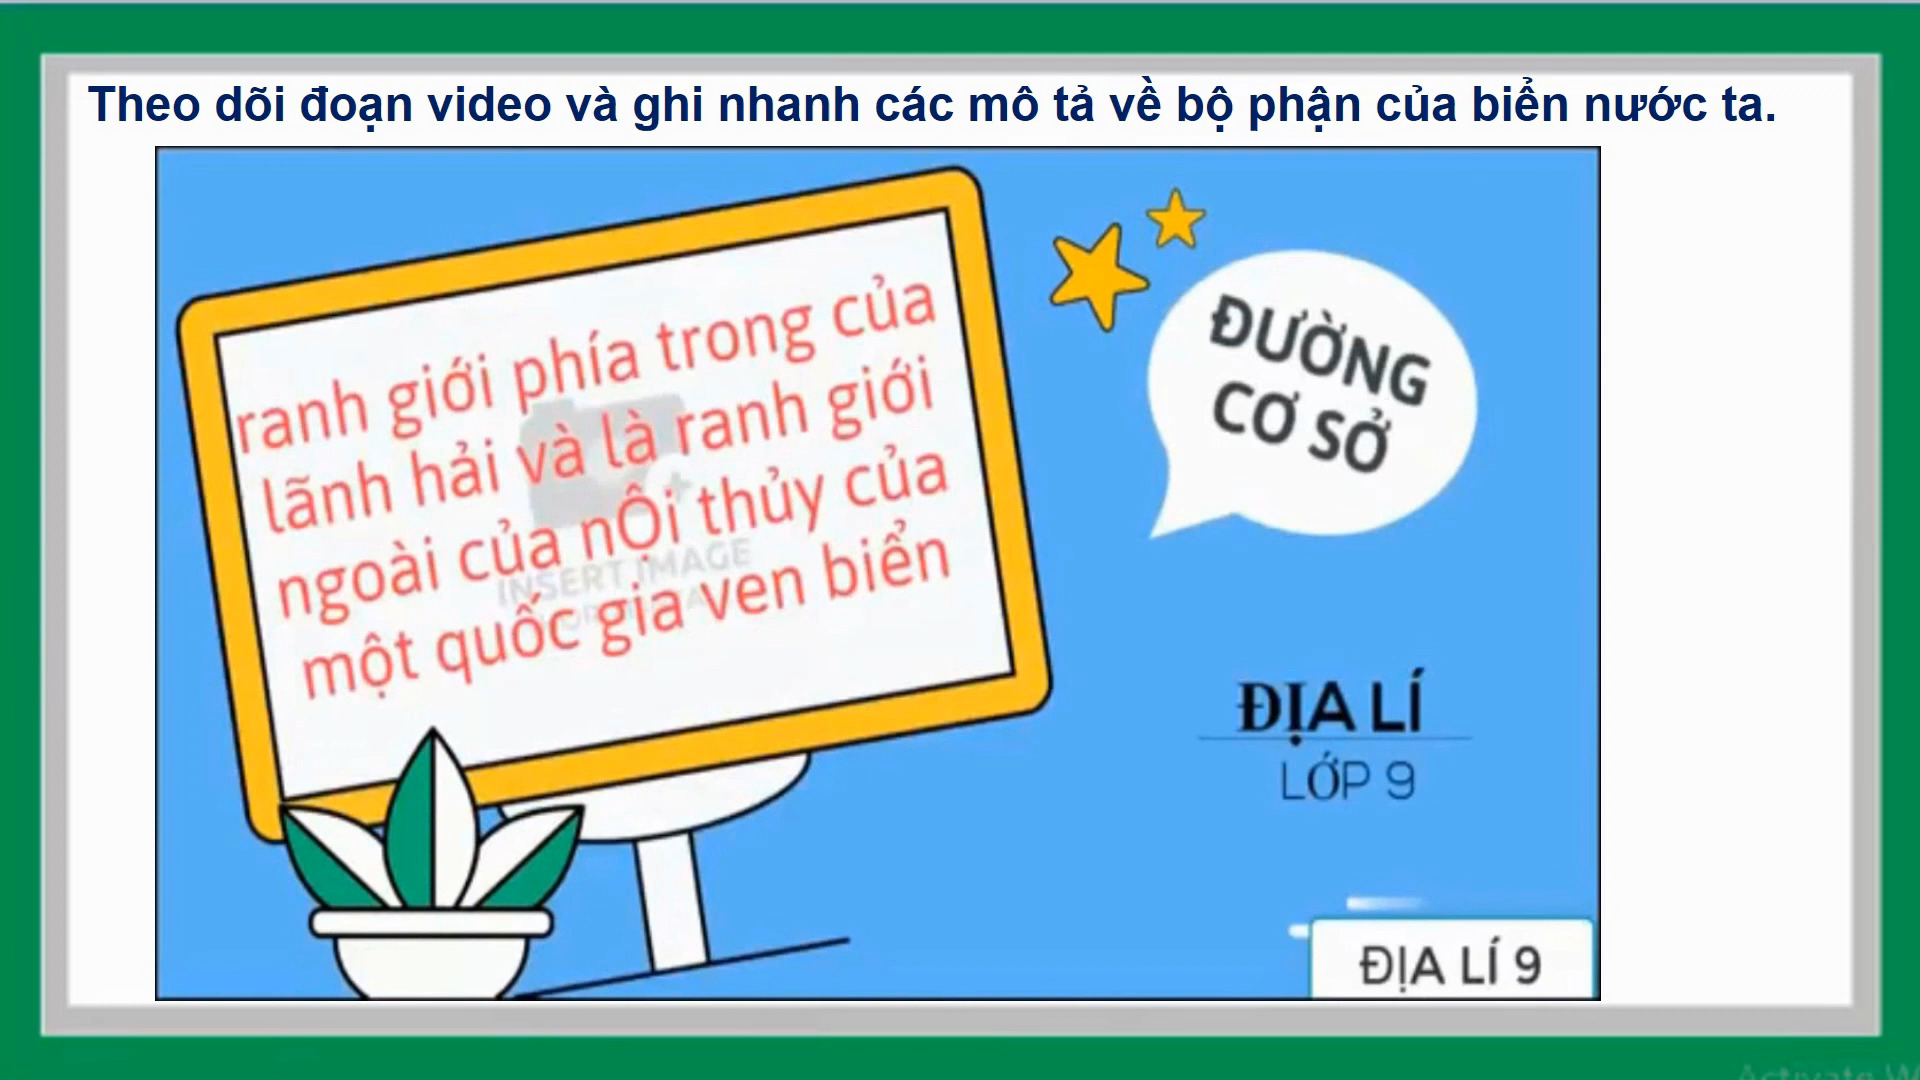 Theo dõi đoạn video và ghi nhanh các mô tả về bộ phận của biển nước ta.
ranh giới phía trong của
lãnh hải và là ranh giới
ngoài của nỘi thủy của
một quốc gia ven biển
INSERT IMAGE
ĐƯỜNG
CƠ SỞ
ĐỊA LÍ
LỚP 9
ĐỊA LÍ 9